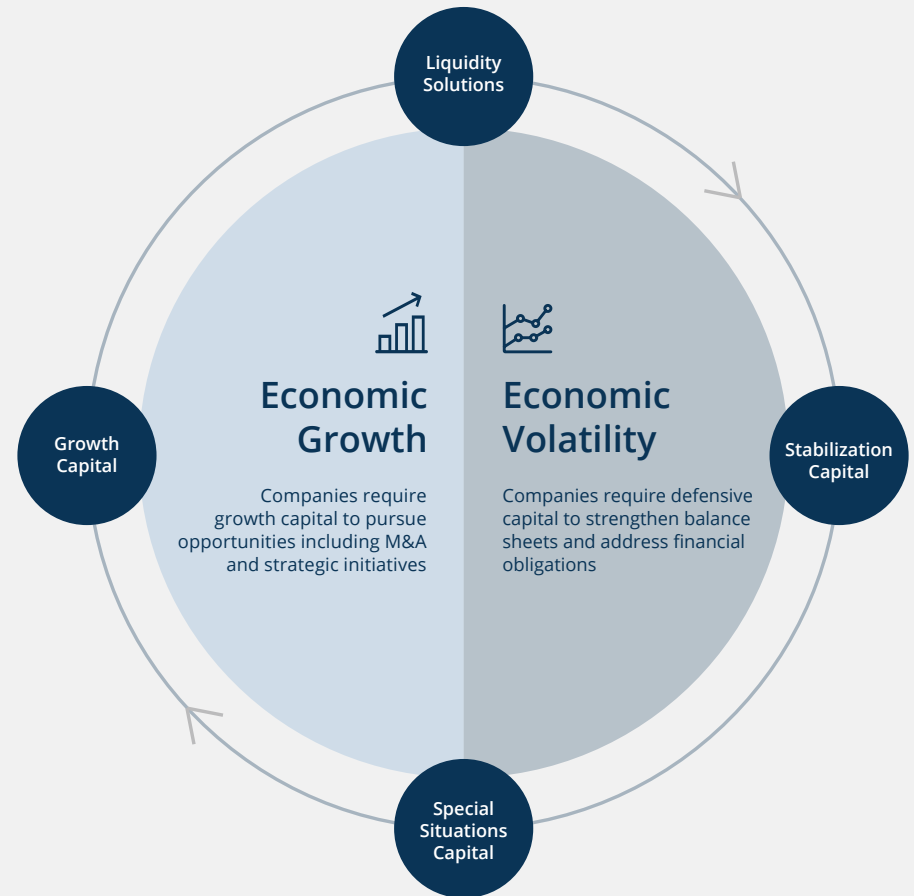 Liquidity
Solutions
Growth
Capital
Economic
Growth
Companies require
growth capital to pursue
opportunities including M&A
and strategic initiatives
Economic
Volatility
Companies require defensive
capital to strengthen balance
sheets and address financial
obligations
Stabilization
Capital
Special
Situations
Capital